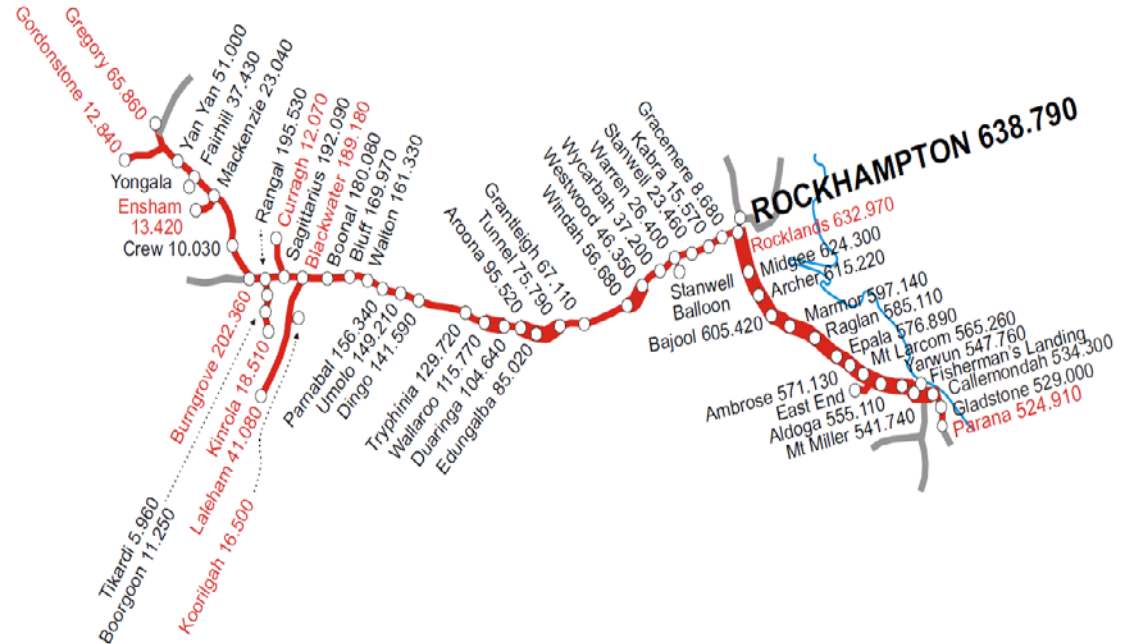 Gordonstone 12.840
Gregory 65.860
Yan Yan 51.000
Fairhill 37.430
Mackenzie 23.040
Yongala
Ensham
13.420
Crew 10.030
Rangal 195.530
Curragh 12.070
Sagittarius 192.090
Blackwater 189.180
Boonal 180.080
Bluff 169.970
Walton 161.330
Burngrove 202.360
Kinrola 18.510
Laleham 41.080
Tikardi 5.960
Boorgoon 11.250
Koorilgah 16.500
Parnabal 156.340
Umolo 149.210
Dingo 141.590
Tryphinia 129.720
Wallaroo 115.770
Duaringa 104.640
Edungalba 85.020
Aroona 95.520
Tunnel 75.790
Grantleigh 67.110
Windah 56.680
Westwood 46.350
Wycarbah 37.200
Warren 26.400
Stanwell 23.460
Kabra 15.570
Gracemere 8.680
Stanwell
Balloon
ROCKHAMPTON 638.790
Rocklands 632.970
Midgee 624.300
Archer 615.220
Bajool 605.420
Marmor 597.140
Raglan 585.110
Epala 576.890
Mt Larcom 565.260
Yarwun 547.760
Fisherman's Landing
Callemondah 534.300
Gladstone 529.000
Parana 524.910
Ambrose 571.130
East End
Aldoga 555.110
Mt Miller 541.740